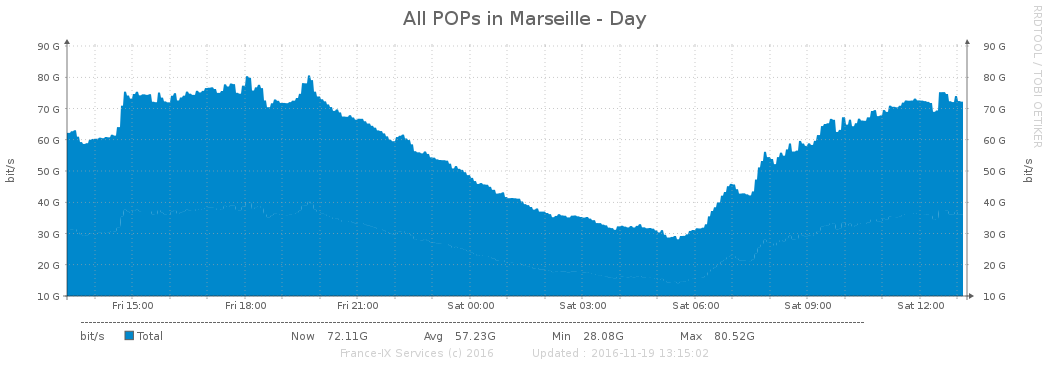 All POPs in Marseille - Day
RRDTOOL / TOBI OETIKER
90 G 90 G
80 G 80 G
70 G 70 G
60 G 60 G
50 G 50 G
40 G 40 G
30 G 30 G
20 G 20 G
10 G 10 G
bit/s bit/s
Fri 15:00 Fri 18:00 Fri 21:00 Sat 00:00 Sat 03:00 Sat 06:00 Sat 09:00 Sat 12:00
bit/s Total Now 72.11G Avg 57.23G Min 28.08G Max 80.52G
France-IX Services (c) 2016 Updated : 2016-11-19 13:15:02